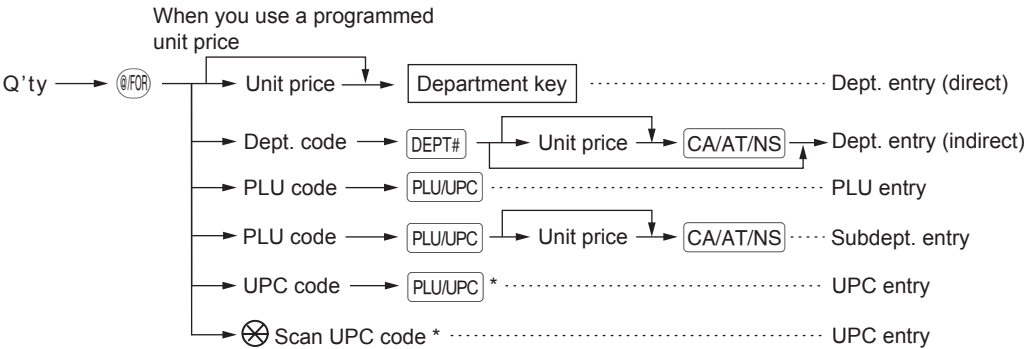 When you use a programmed
unit price
Q'ty @/FOR Unit price Department key Dept. entry (direct)
Dept. code DEPT# Unit price CA/AT/NS Dept. entry (indirect)
PLU code PLU/UPC PLU entry
PLU code PLU/UPC Unit price CA/AT/NS Subdept. entry
UPC code PLU/UPC * UPC entry
Scan UPC code * UPC entry